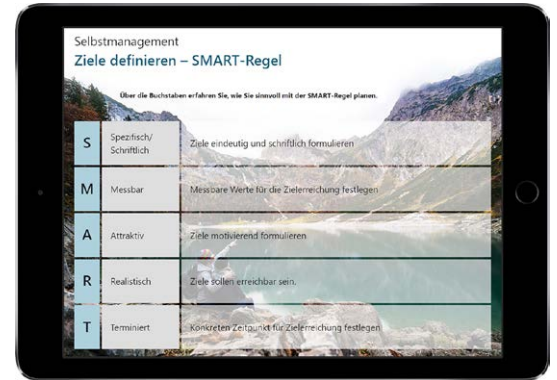 Selbstmanagement
Ziele definieren – SMART-Regel
Über die Buchstaben erfahren Sie, wie Sie sinnvoll mit der SMART-Regel planen.
S Spezifisch/ Schriftlich Ziele eindeutig und schriftlich formulieren
M Messbar Messbare Werte für die Zielerreichung festlegen
A Attraktiv Ziele motivierend formulieren
R Realistisch Ziele sollen erreichbar sein.
T Terminiert Konkreten Zeitpunkt für Zielerreichung festlegen